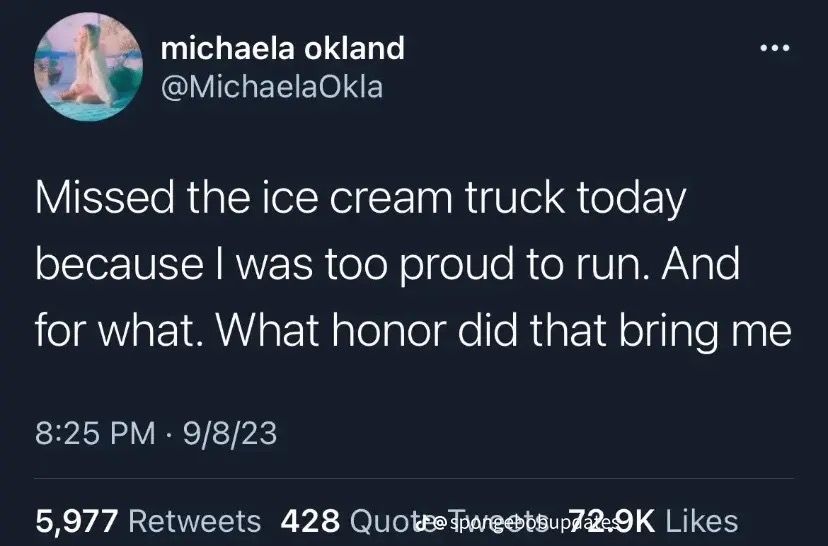 michaela okland
@MichaelaOkla
Missed the ice cream truck today
because I was too proud to run. And
for what. What honor did that bring me
8:25 PM · 9/8/23
5,977 Retweets 428 Quote Tweets 72.9K Likes
@spongebobupdates